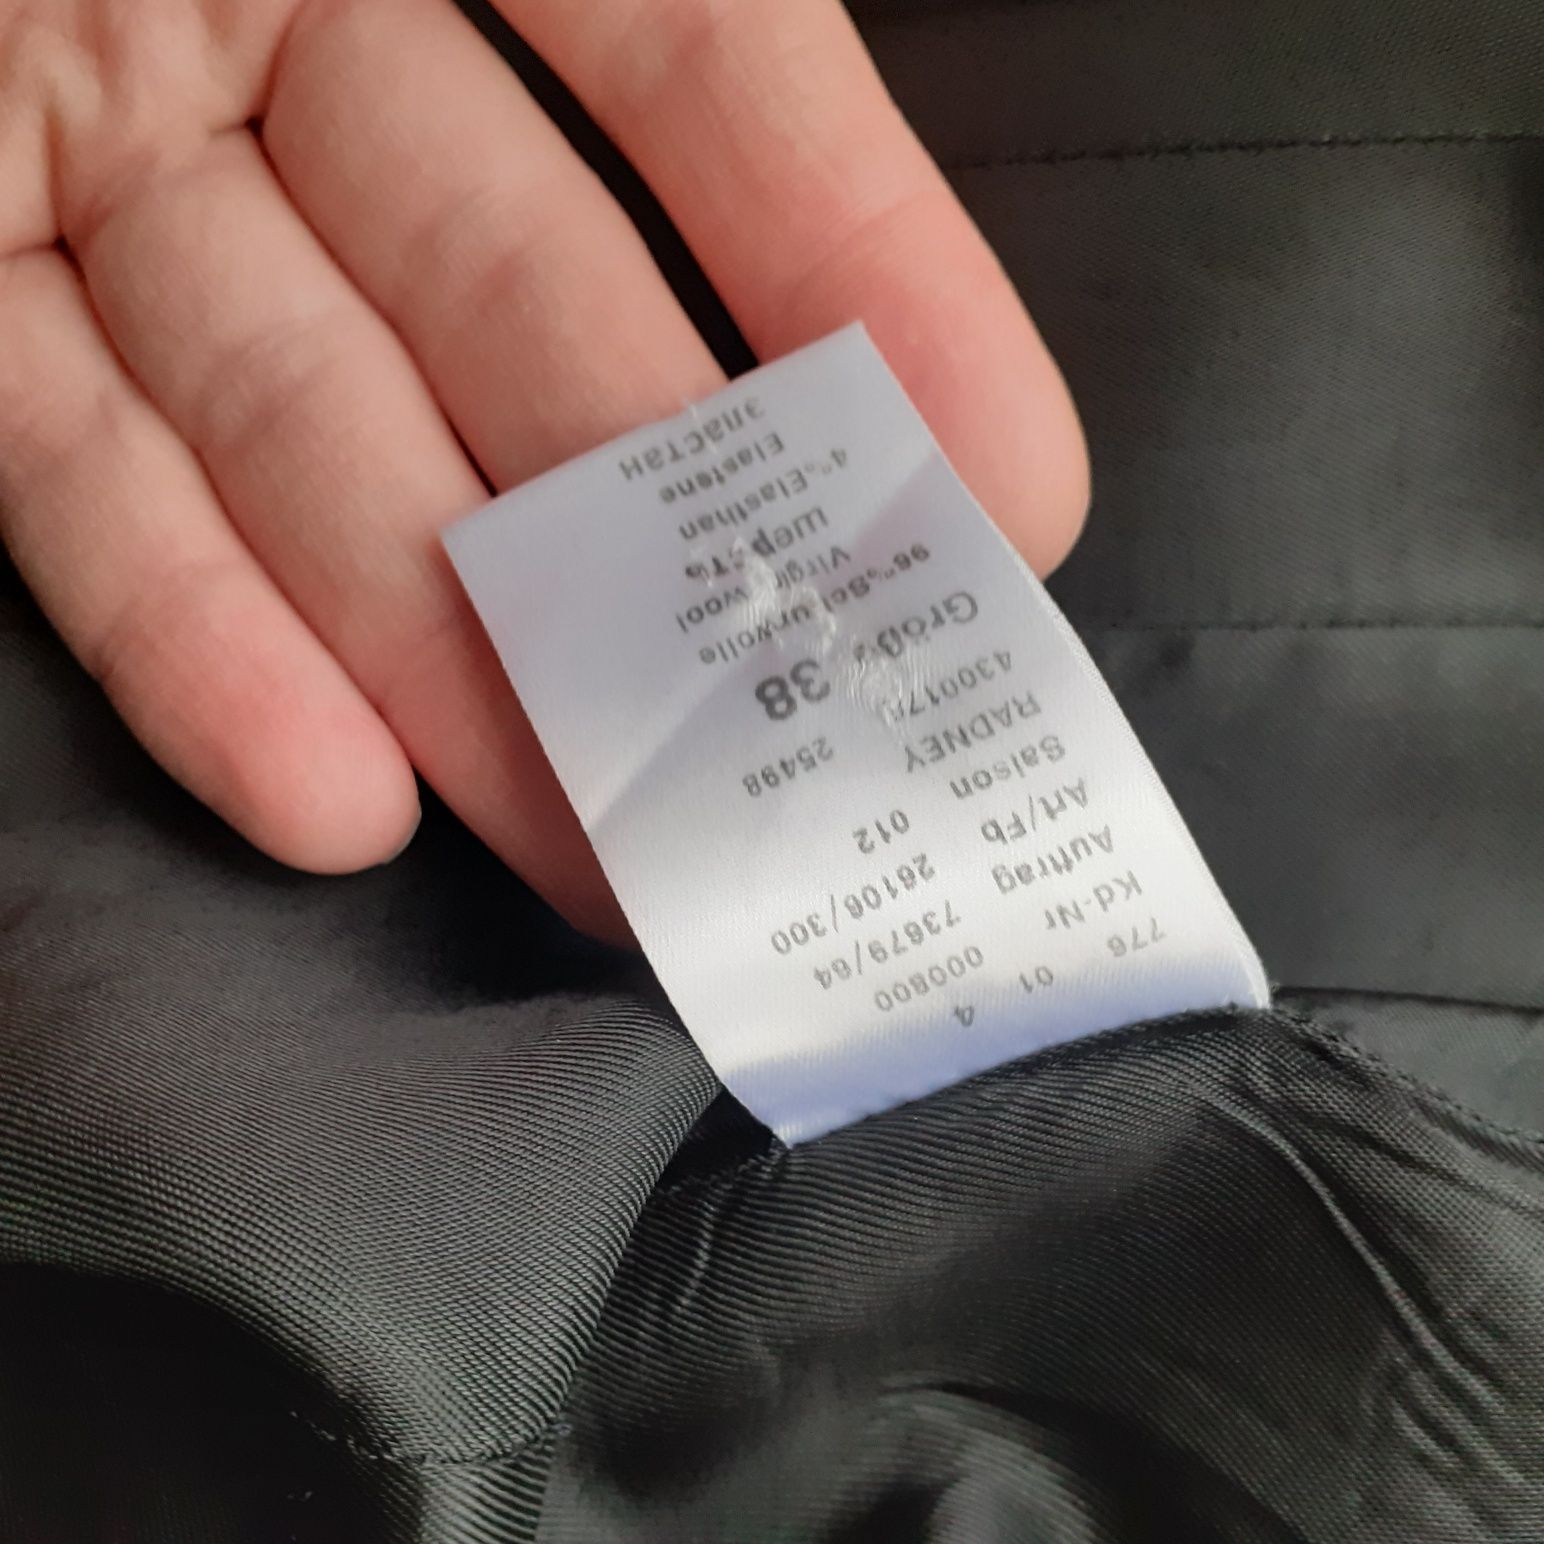 776 01 4
Kd-Nr 000800
Auftrag 73679/64
Art/Fb 26106/300
Saison 012
RADNEY
25498
Größe 38
96% Schurwolle
Virgin wool
шерсть
4% Elasthan
Elastene
эластан